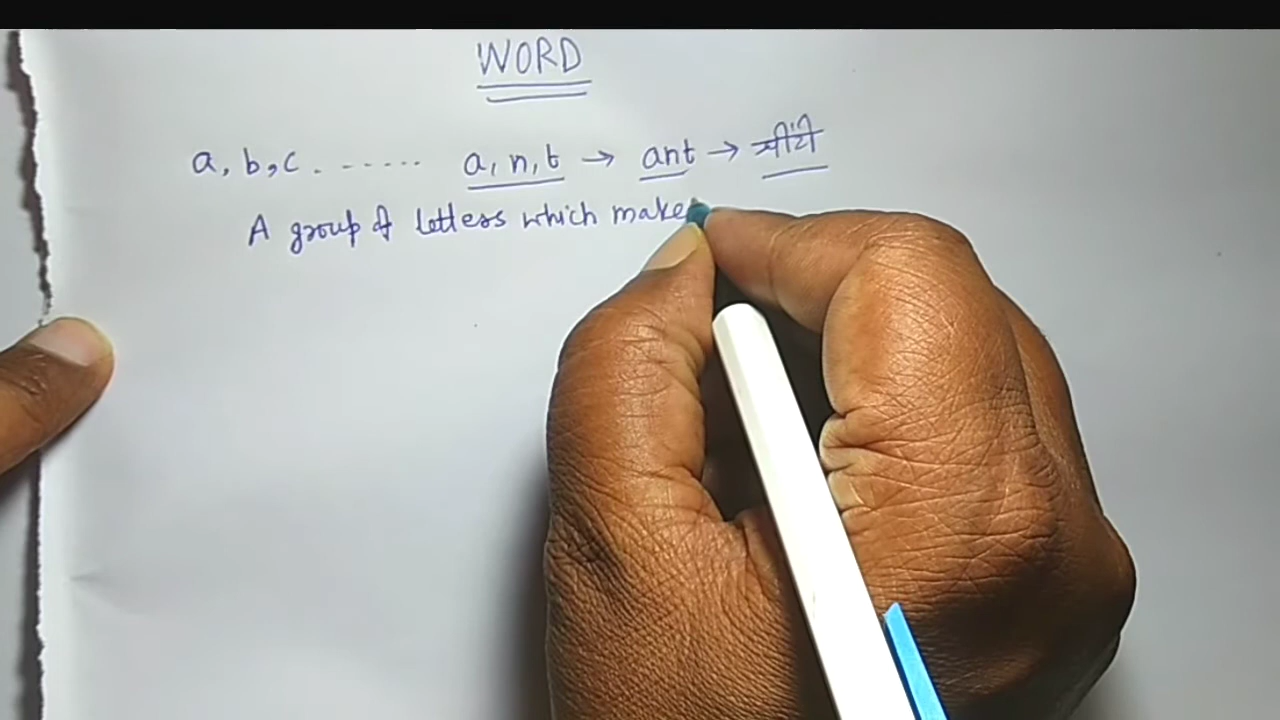 WORD
a, b, c. ...... a, n, t → ant → चींटी
A group of letters which make